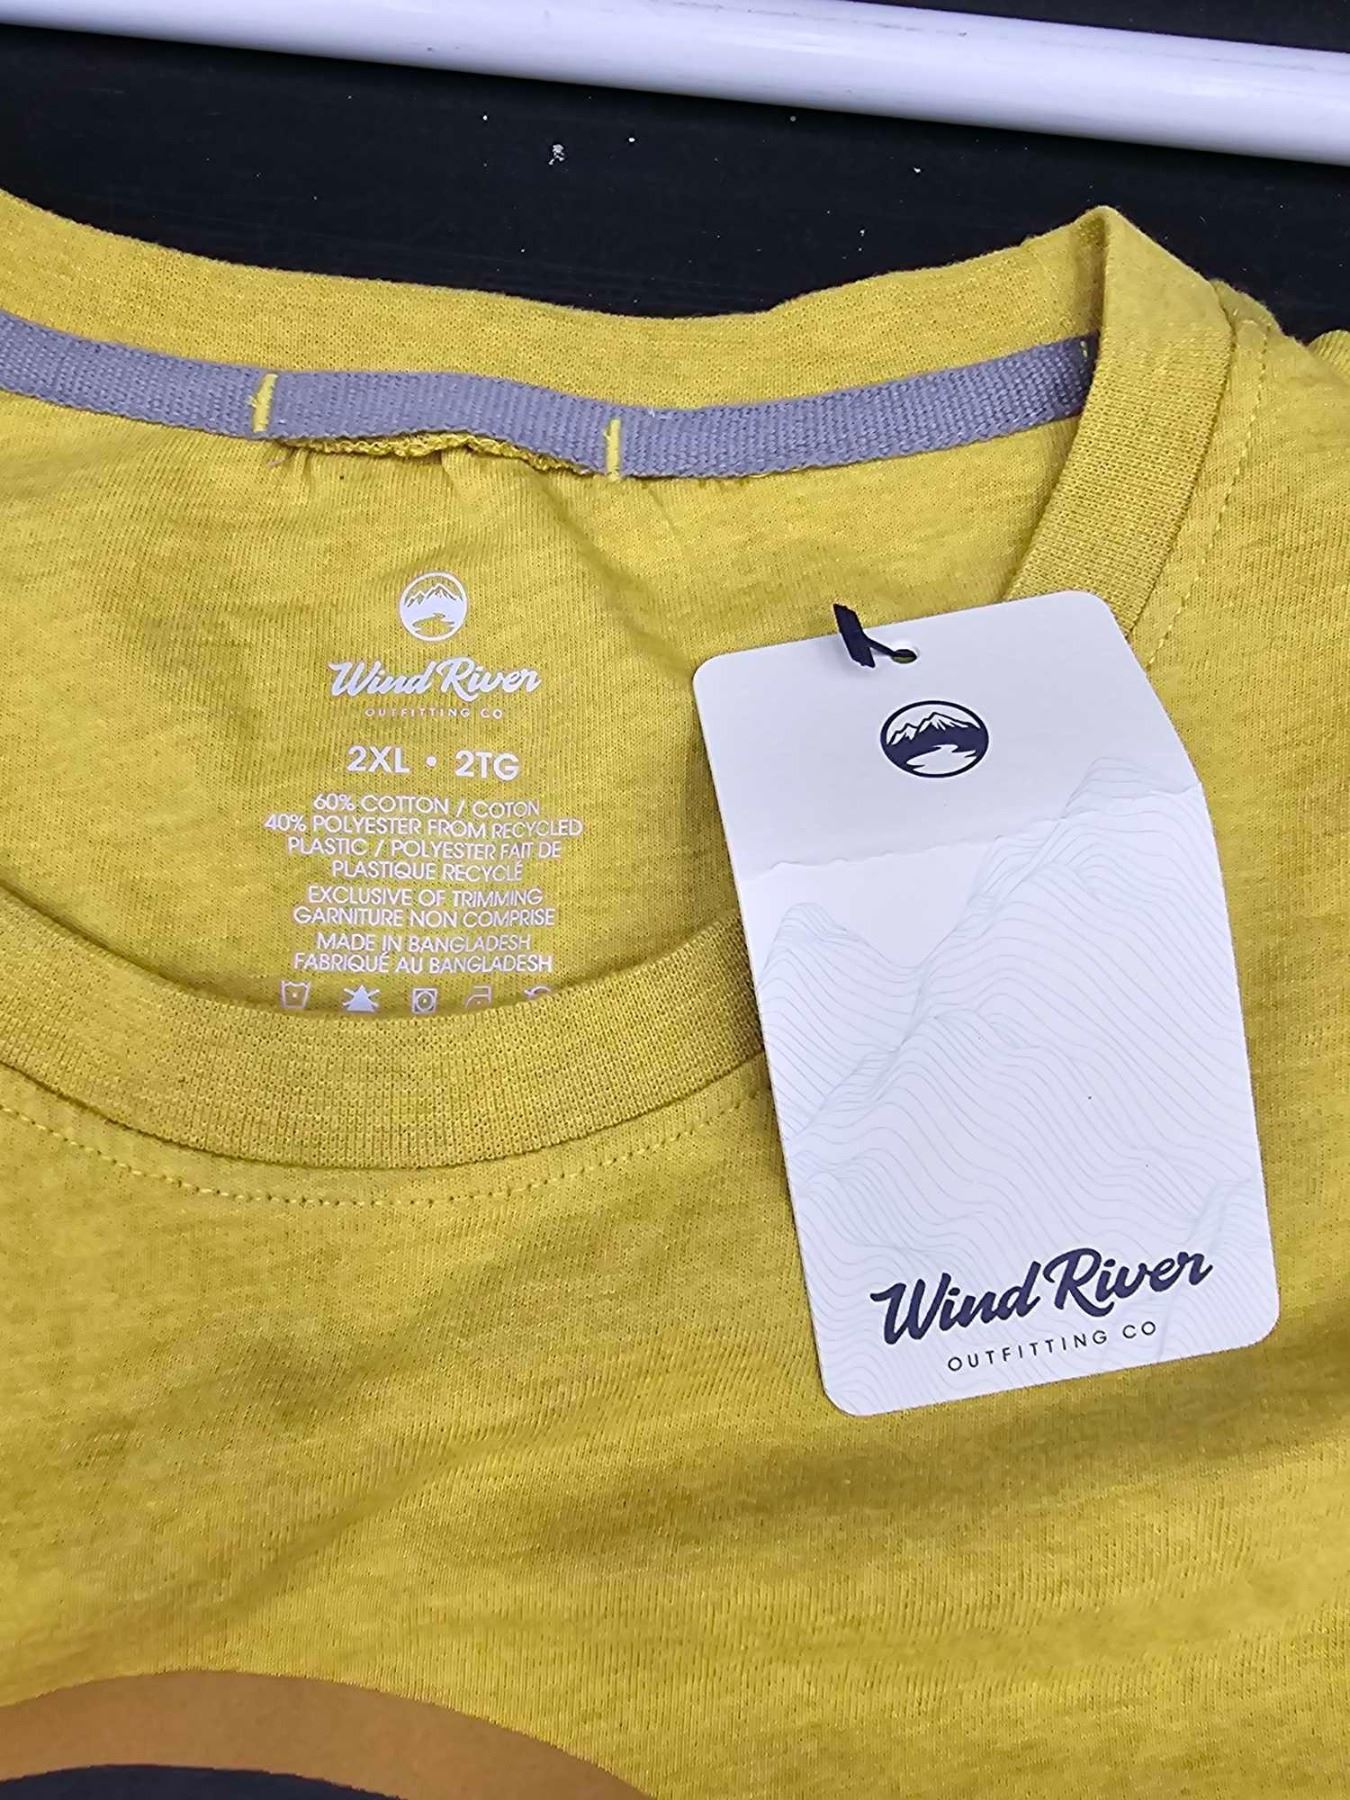 Wind River
OUTFITTING CO
2XL • 2TG
60% COTTON / COTON
40% POLYESTER FROM RECYCLED
PLASTIC / POLYESTER FAIT DE
PLASTIQUE RECYCLÉ
EXCLUSIVE OF TRIMMING
GARNITURE NON COMPRISE
MADE IN BANGLADESH
FABRIQUÉ AU BANGLADESH
Wind River
OUTFITTING CO